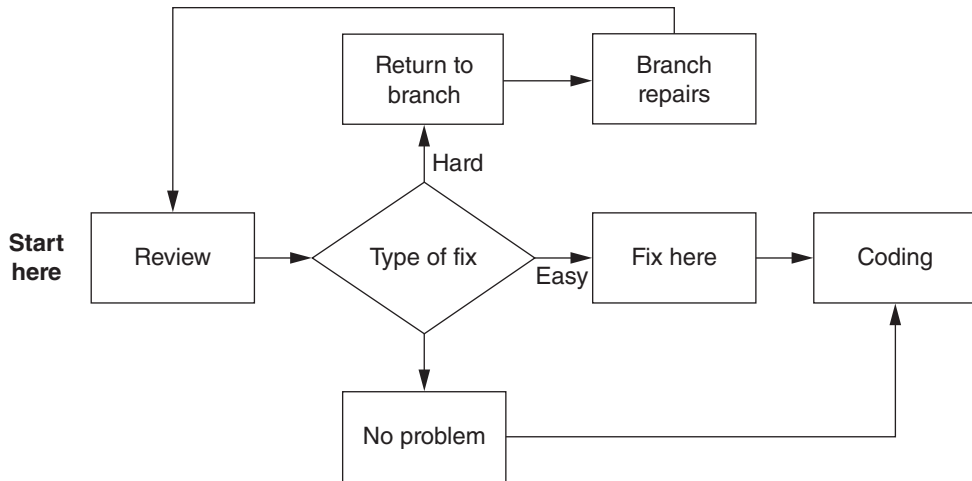 Return to
branch
Branch
repairs
Hard
Start
here
Review
Type of fix
Easy
Fix here
Coding
No problem